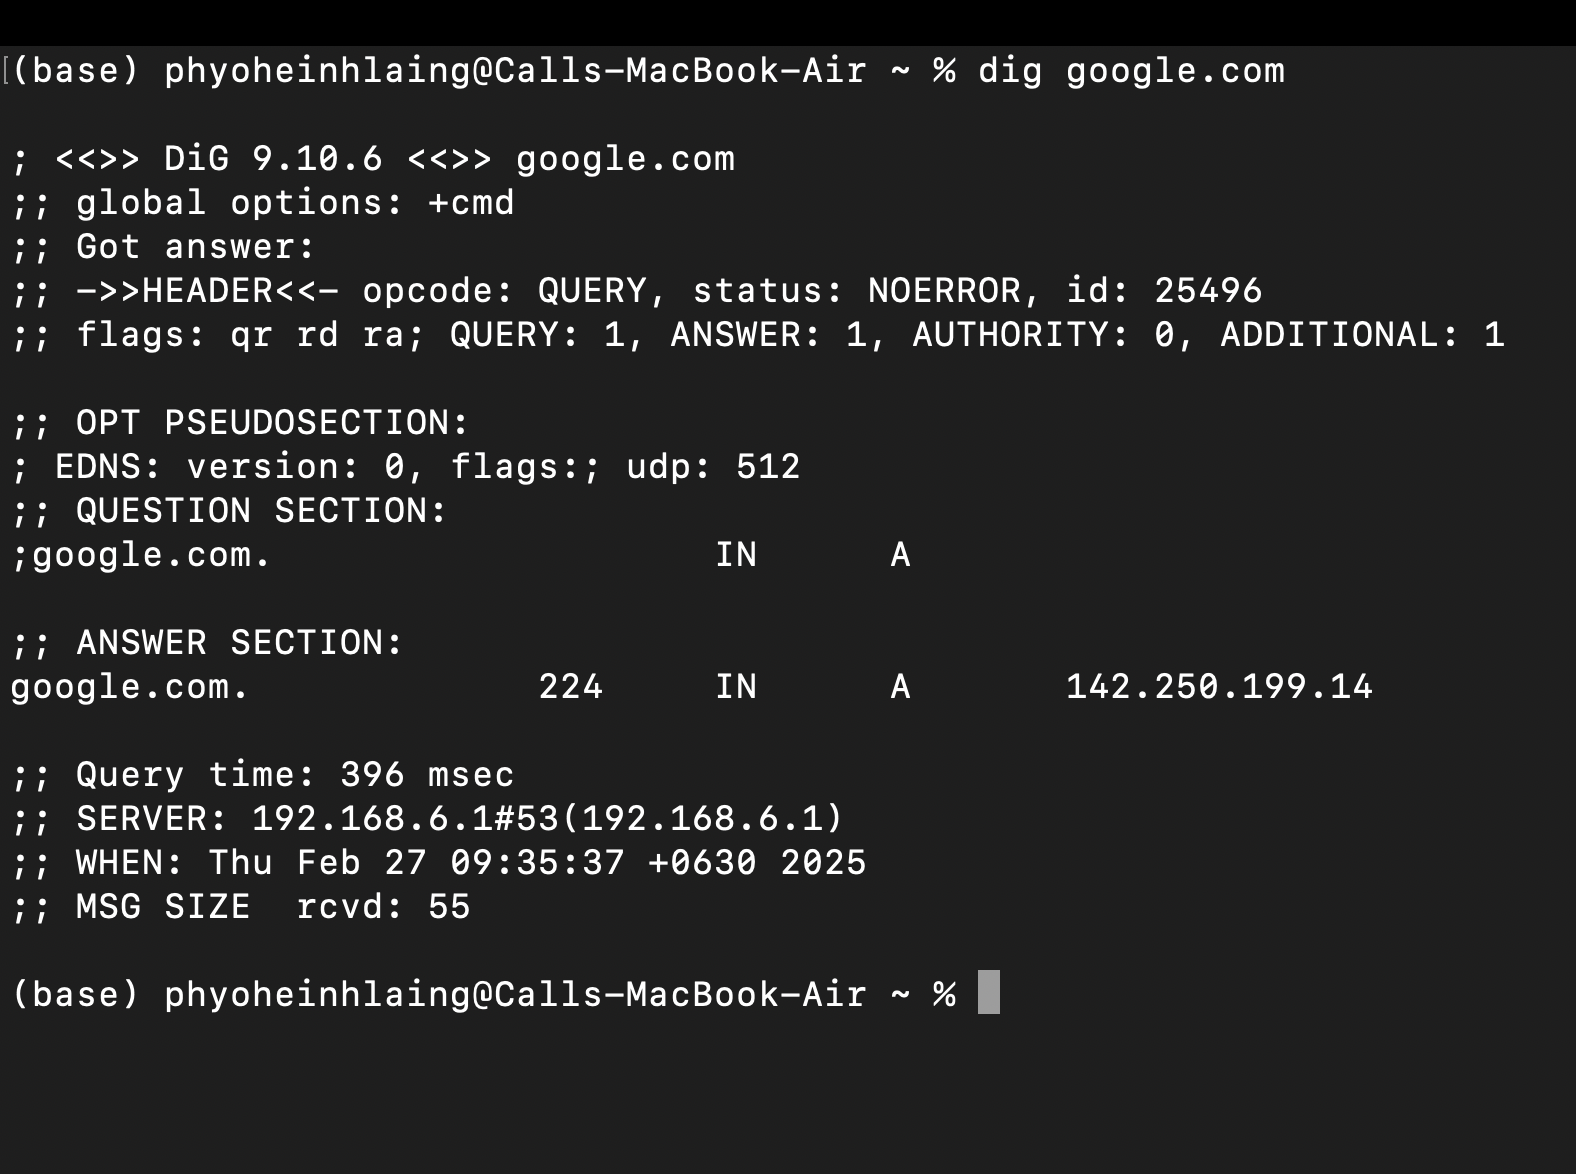 [(base) phyoheinhlaing@Calls-MacBook-Air ~ % dig google.com
; <<>> DiG 9.10.6 <<>> google.com
;; global options: +cmd
;; Got answer:
;; ->>HEADER<<- opcode: QUERY, status: NOERROR, id: 25496
;; flags: qr rd ra; QUERY: 1, ANSWER: 1, AUTHORITY: 0, ADDITIONAL: 1
;; OPT PSEUDOSECTION:
; EDNS: version: 0, flags:; udp: 512
;; QUESTION SECTION:
;google.com. IN A
;; ANSWER SECTION:
google.com. 224 IN A 142.250.199.14
;; Query time: 396 msec
;; SERVER: 192.168.6.1#53(192.168.6.1)
;; WHEN: Thu Feb 27 09:35:37 +0630 2025
;; MSG SIZE  rcvd: 55
(base) phyoheinhlaing@Calls-MacBook-Air ~ %